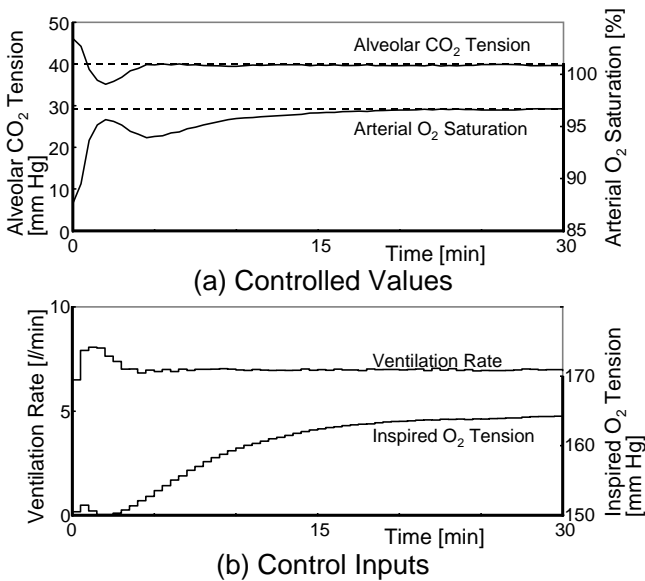 50
40
30
20
10
0
Alveolar CO₂ Tension
[mm Hg]
Alveolar CO₂ Tension
Arterial O₂ Saturation
100
95
90
85
Arterial O₂ Saturation [%]
0
15
30
Time [min]
(a) Controlled Values
10
5
0
Ventilation Rate [l/min]
Ventilation Rate
Inspired O₂ Tension
170
160
150
Inspired O₂ Tension
[mm Hg]
0
15
30
Time [min]
(b) Control Inputs